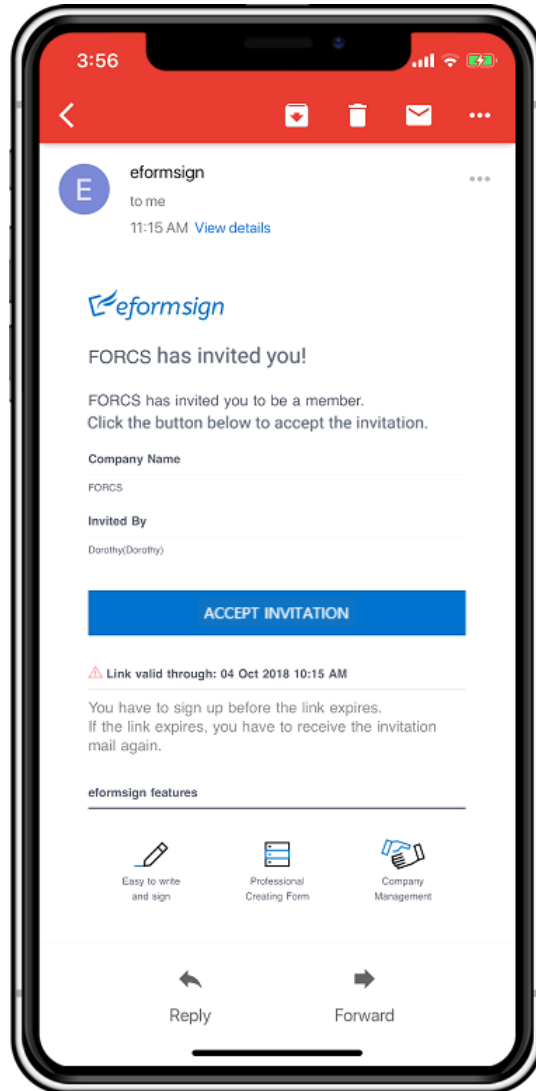 3:56
E
eformsign
to me
11:15 AM View details
eformsign
FORCS has invited you!
FORCS has invited you to be a member.
Click the button below to accept the invitation.
Company Name
FORCS
Invited By
Dorothy(Dorothy)
ACCEPT INVITATION
Link valid through: 04 Oct 2018 10:15 AM
You have to sign up before the link expires.
If the link expires, you have to receive the invitation
mail again.
eformsign features
Easy to write
and sign
Professional
Creating Form
Company
Management
Reply
Forward